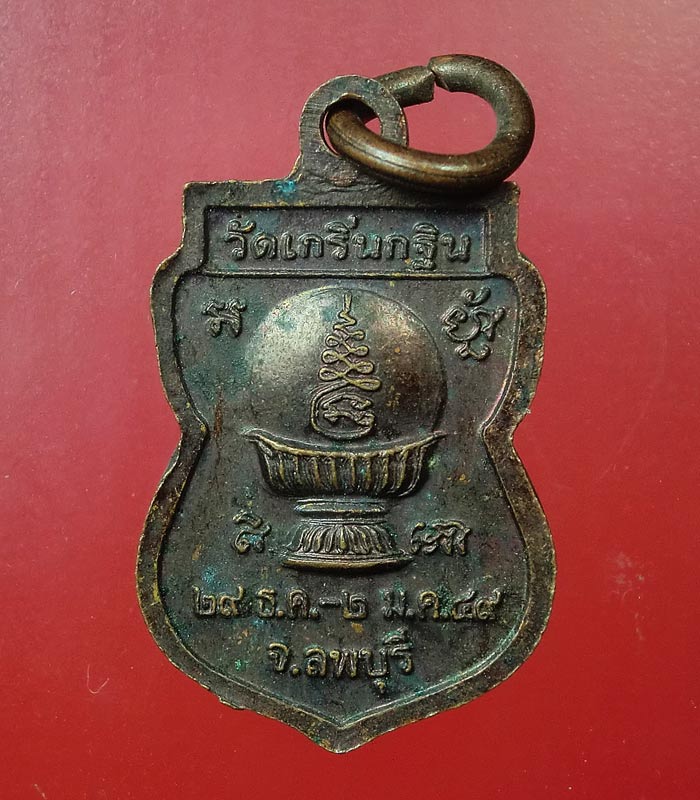 วัดเกริ่นกฐิน
๒๙ ธ.ค.-๒ ม.ค.๔๙
จ.ลพบุรี